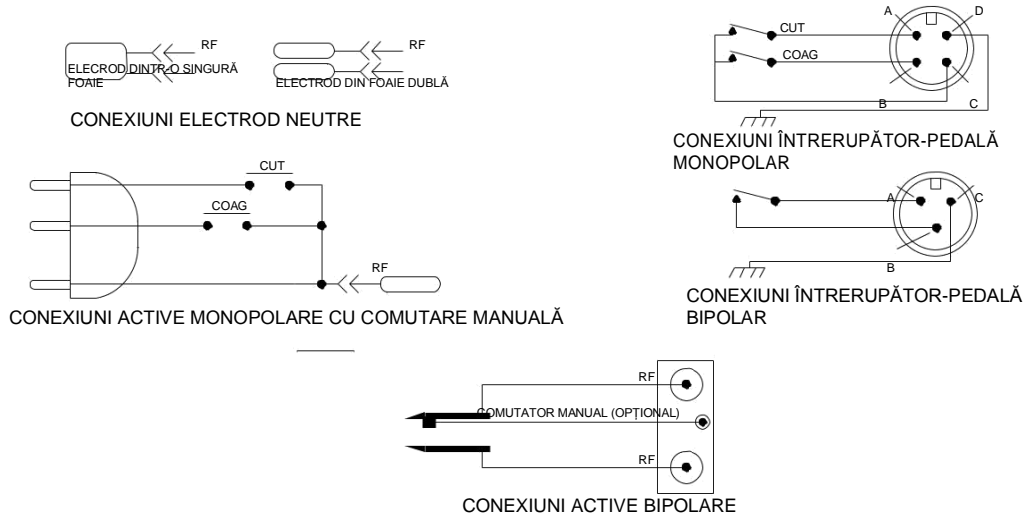 RF
ELECROD DINTR-O SINGURĂ
FOAIE
RF
ELECTROD DIN FOAIE DUBLĂ
CONEXIUNI ELECTROD NEUTRE
A
D
CUT
COAG
B
C
CONEXIUNI ÎNTRERUPĂTOR-PEDALĂ
MONOPOLAR
CUT
COAG
RF
CONEXIUNI ACTIVE MONOPOLARE CU COMUTARE MANUALĂ
A
C
B
CONEXIUNI ÎNTRERUPĂTOR-PEDALĂ
BIPOLAR
RF
COMUTATOR MANUAL (OPȚIONAL)
RF
CONEXIUNI ACTIVE BIPOLARE